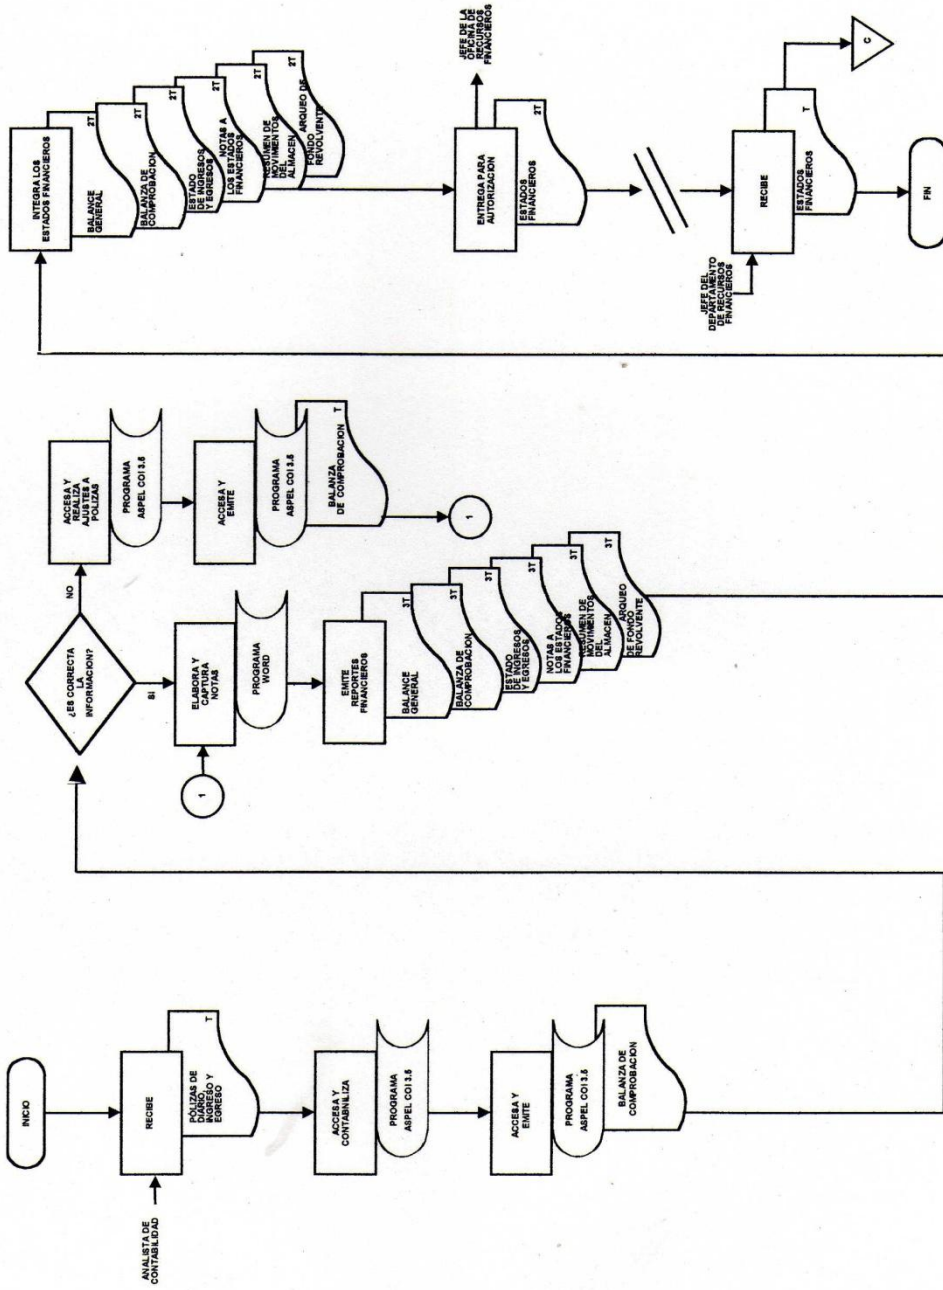 INICIO
ANALISTA DE
CONTABILIDAD
RECIBE
POLIZAS DE
DIARIO,
INGRESO Y
EGRESO
T
ACCESA Y
CONTABNILIZA
PROGRAMA
ASPEL COI 3.5
ACCESA Y
EMITE
PROGRAMA
ASPEL COI 3.5
BALANZA DE
COMPROBACION
¿ES CORRECTA
LA
INFORMACION?
NO
SI
ACCESA Y
REALIZA
AJUSTES A
POLIZAS
PROGRAMA
ASPEL COI 3.5
ACCESA Y
EMITE
PROGRAMA
ASPEL COI 3.5
BALANZA
DE COMPROBACION
T
1
1
ELABORA Y
CAPTURA
NOTAS
PROGRAMA
WORD
EMITE
REPORTES
FINANCIEROS
BALANCE
GENERAL
3T
BALANZA DE
COMPROBACION
3T
ESTADO
DE INGRESOS
Y EGRESOS
3T
NOTAS A
LOS ESTADOS
FINANCIEROS
3T
RESUMEN DE
MOVIMIENTOS
DEL
ALMACEN
3T
ARQUEO
DE FONDO
REVOLVENTE
INTEGRA LOS
ESTADOS FINANCIEROS
BALANCE
GENERAL
2T
BALANZA DE
COMPROBACION
2T
ESTADO
DE INGRESOS
Y EGRESOS
2T
NOTAS A
LOS ESTADOS
FINANCIEROS
2T
RESUMEN DE
MOVIMIENTOS
DEL
ALMACEN
2T
ARQUEO DE
FONDO
REVOLVENTE
2T
JEFE DE LA
OFICINA DE
RECURSOS
FINANCIEROS
ENTREGA PARA
AUTORIZACION
ESTADOS
FINANCIEROS
2T
JEFE DEL
DEPARTAMENTO
DE RECURSOS
FINANCIEROS
RECIBE
ESTADOS
FINANCIEROS
T
C
FIN